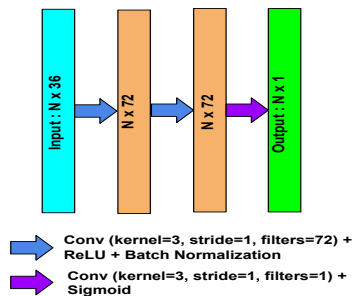 Input : N x 36
N x 72
N x 72
Output : N x 1
Conv (kernel=3, stride=1, filters=72) +
ReLU + Batch Normalization
Conv (kernel=3, stride=1, filters=1) +
Sigmoid